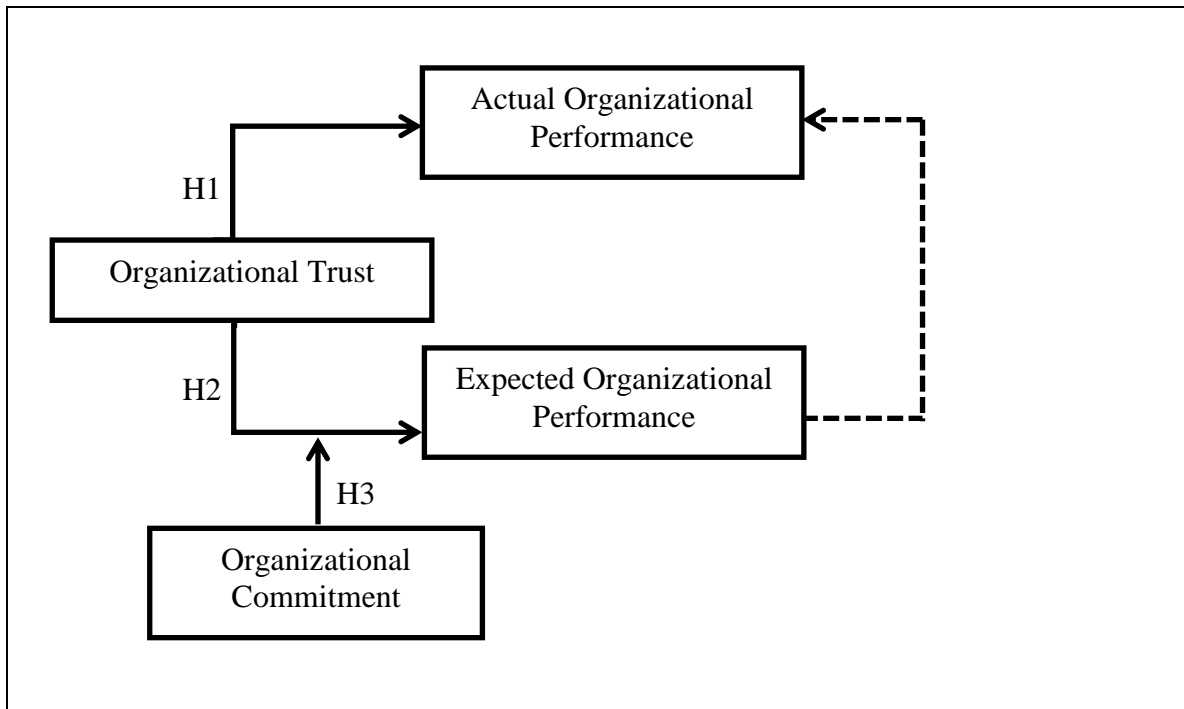 Actual Organizational
Performance
H1
Organizational Trust
H2
Expected Organizational
Performance
H3
Organizational
Commitment